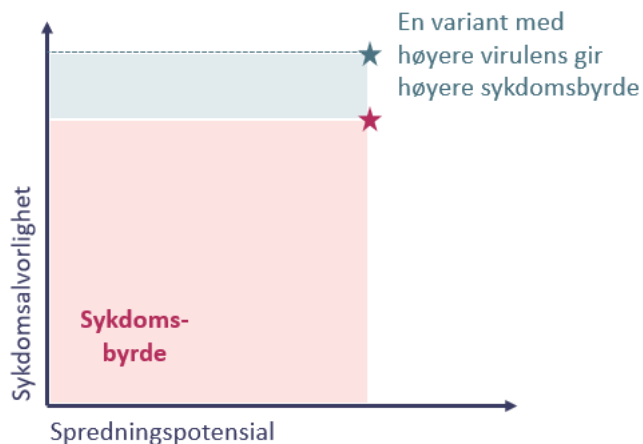 En variant med
høyere virulens gir
høyere sykdomsbyrde
Sykdomsalvorlighet
Sykdoms-
byrde
Spredningspotensial